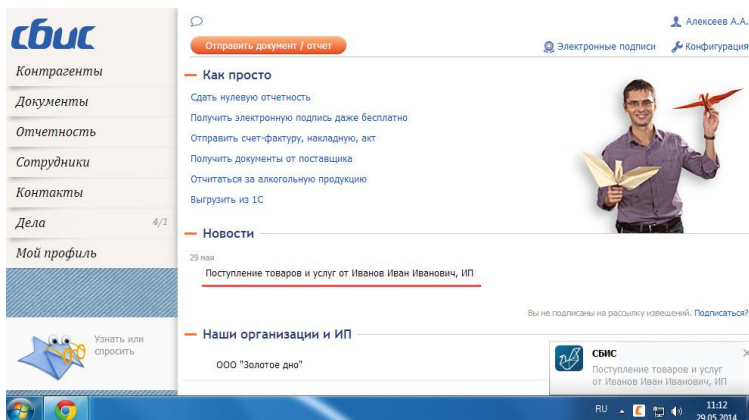 сбис
Алексеев А.А.
Отправить документ / отчет
Электронные подписи
Конфигурация
Контрагенты
Документы
Отчетность
Сотрудники
Контакты
Дела 4/1
Мой профиль
Узнать или
спросить
Как просто
Сдать нулевую отчетность
Получить электронную подпись даже бесплатно
Отправить счет-фактуру, накладную, акт
Получить документы от поставщика
Отчитаться за алкогольную продукцию
Выгрузить из 1С
Новости
29 мая
Поступление товаров и услуг от Иванов Иван Иванович, ИП
Вы не подписаны на рассылку извещений. Подписаться?
Наши организации и ИП
ООО "Золотое дно"
СБИС
Поступление товаров и услуг
от Иванов Иван Иванович, ИП
RU
11:12
29.05.2014